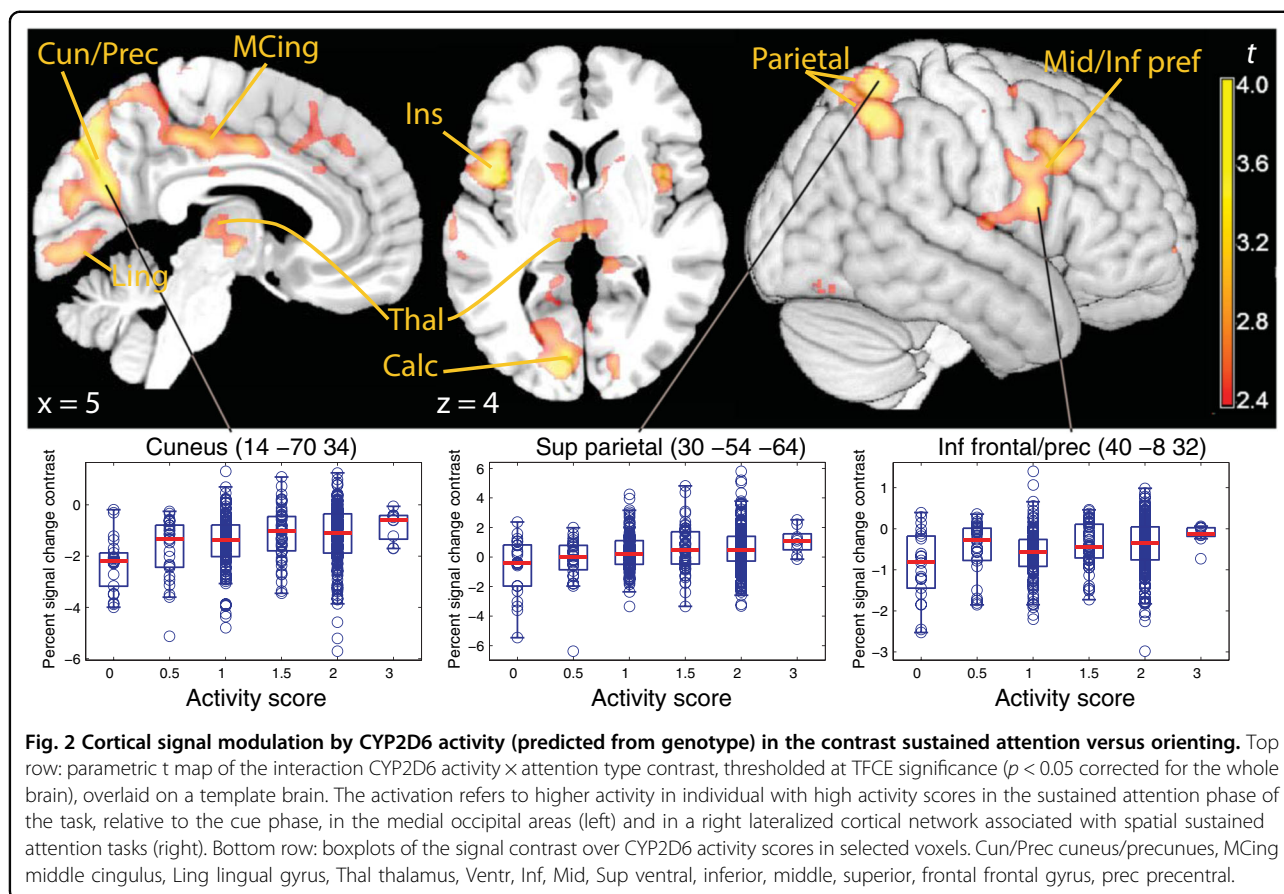 Cun/Prec
MCing
Ling
Thal
x = 5
Ins
Calc
z = 4
Parietal
Mid/Inf pref
t
4.0
3.6
3.2
2.8
2.4
Cuneus (14 −70 34)
Percent signal change contrast
0
−2
−4
−6
0 0.5 1 1.5 2 3
Activity score
Sup parietal (30 −54 −64)
Percent signal change contrast
6
4
2
0
−2
−4
−6
0 0.5 1 1.5 2 3
Activity score
Inf frontal/prec (40 −8 32)
Percent signal change contrast
1
0
−1
−2
−3
0 0.5 1 1.5 2 3
Activity score
Fig. 2 Cortical signal modulation by CYP2D6 activity (predicted from genotype) in the contrast sustained attention versus orienting. Top
row: parametric t map of the interaction CYP2D6 activity × attention type contrast, thresholded at TFCE significance (p < 0.05 corrected for the whole
brain), overlaid on a template brain. The activation refers to higher activity in individual with high activity scores in the sustained attention phase of
the task, relative to the cue phase, in the medial occipital areas (left) and in a right lateralized cortical network associated with spatial sustained
attention tasks (right). Bottom row: boxplots of the signal contrast over CYP2D6 activity scores in selected voxels. Cun/Prec cuneus/precunues, MCing
middle cingulus, Ling lingual gyrus, Thal thalamus, Ventr, Inf, Mid, Sup ventral, inferior, middle, superior, frontal frontal gyrus, prec precentral.